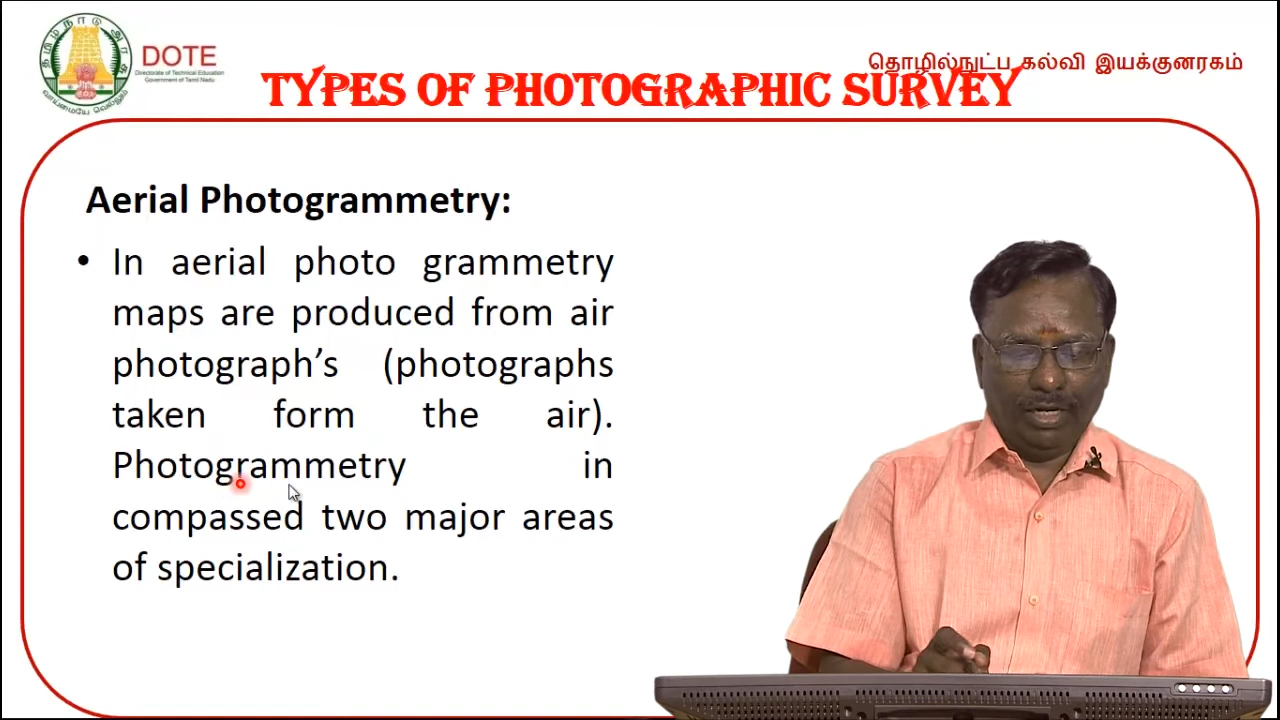 தமிழ்நாடு அரசு
வாய்மையே வெல்லும்
DOTE
Directorate of Technical Education
Government of Tamil Nadu
தொழில்நுட்ப கல்வி இயக்குனரகம்
TYPES OF PHOTOGRAPHIC SURVEY
Aerial Photogrammetry:
• In aerial photo grammetry
maps are produced from air
photograph’s (photographs
taken form the air).
Photogrammetry in
compassed two major areas
of specialization.